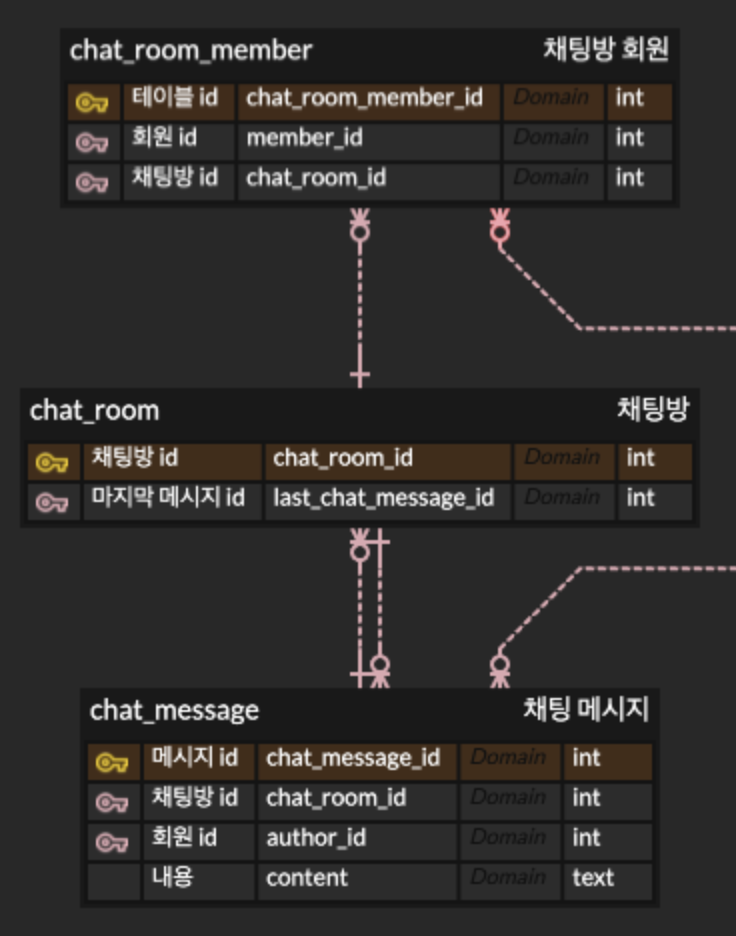 chat_room_member 채팅방 회원
테이블 id chat_room_member_id Domain int
회원 id member_id Domain int
채팅방 id chat_room_id Domain int
chat_room 채팅방
채팅방 id chat_room_id Domain int
마지막 메시지 id last_chat_message_id Domain int
chat_message 채팅 메시지
메시지 id chat_message_id Domain int
채팅방 id chat_room_id Domain int
회원 id author_id Domain int
내용 content Domain text